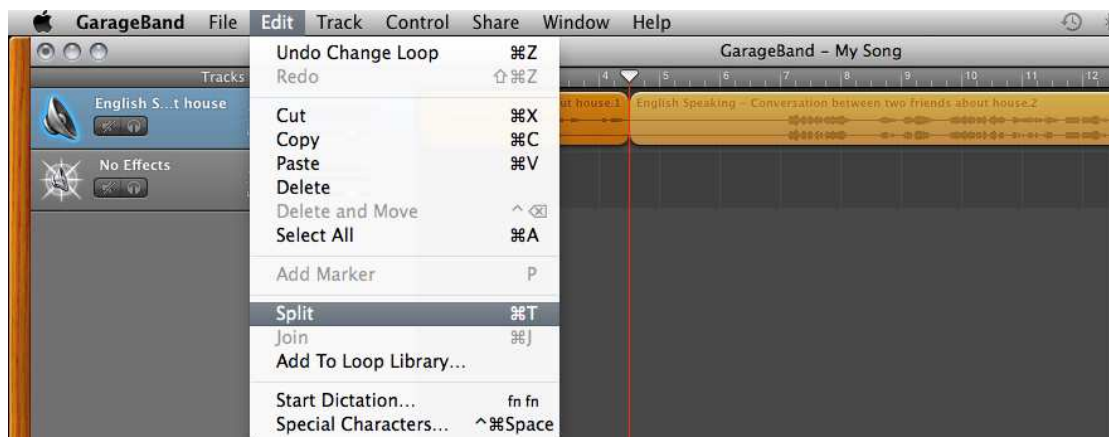 GarageBand File Edit Track Control Share Window Help
GarageBand – My Song
Tracks
4 5 6 7 8 9 10 11 12
English S...t house
ut house.1
English Speaking – Conversation between two friends about house.2
No Effects
Undo Change Loop ⌘Z
Redo ⇧⌘Z
Cut ⌘X
Copy ⌘C
Paste ⌘V
Delete
Delete and Move ^⌫
Select All ⌘A
Add Marker P
Split ⌘T
Join ⌘J
Add To Loop Library...
Start Dictation... fn fn
Special Characters... ^⌘Space